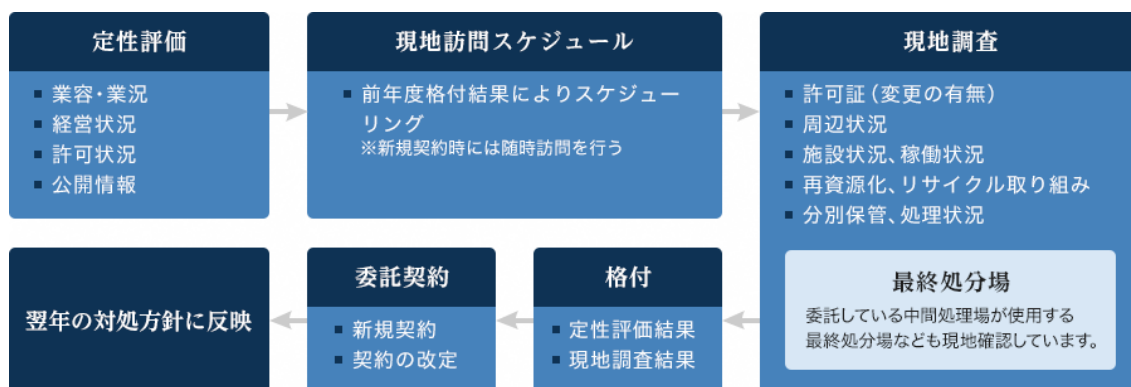 定性評価
■ 業容・業況
■ 経営状況
■ 許可状況
■ 公開情報
現地訪問スケジュール
■ 前年度格付結果によりスケジュー
リング
※新規契約時には随時訪問を行う
現地調査
■ 許可証（変更の有無）
■ 周辺状況
■ 施設状況、稼働状況
■ 再資源化、リサイクル取り組み
■ 分別保管、処理状況
最終処分場
委託している中間処理場が使用する
最終処分場なども現地確認しています。
格付
■ 定性評価結果
■ 現地調査結果
委託契約
■ 新規契約
■ 契約の改定
翌年の対処方針に反映